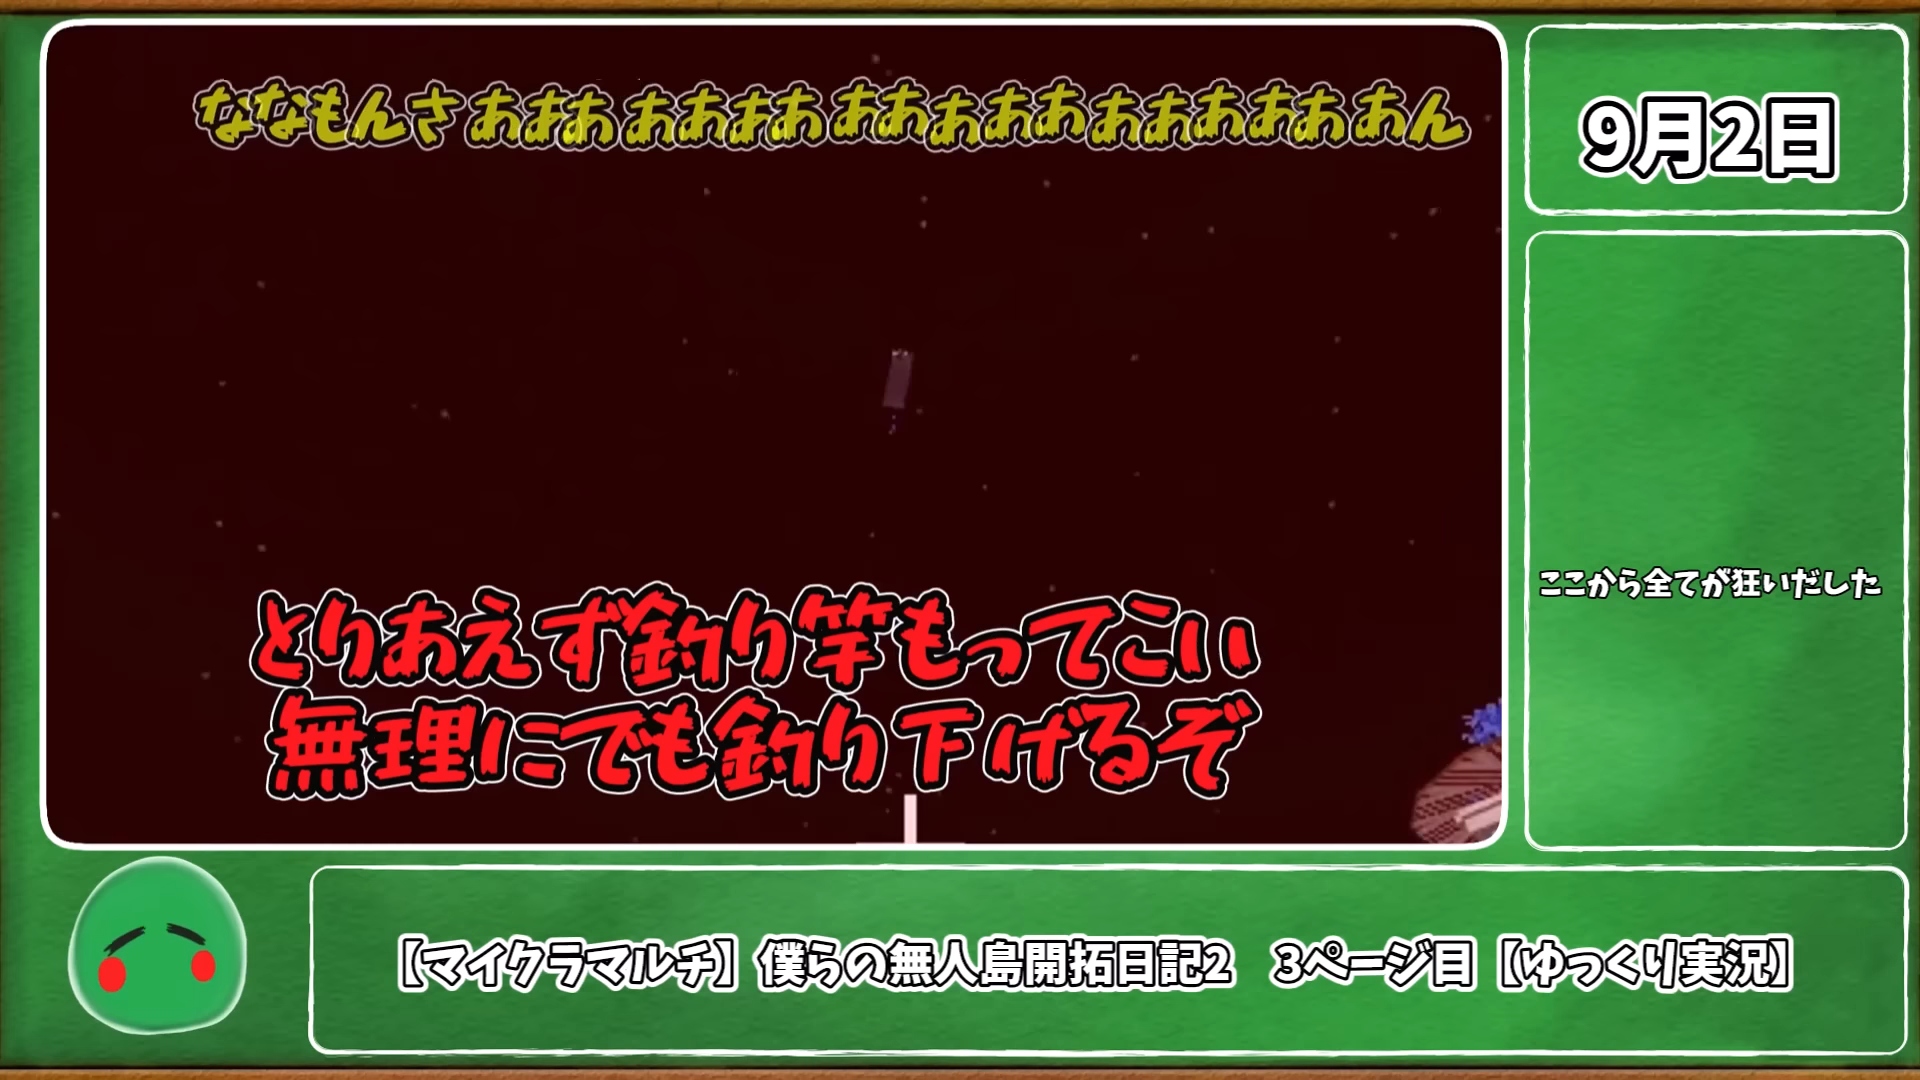 ななもんさあああああああああああああああああああん
9月2日
ここから全てが狂いだした
とりあえず釣り竿もってこい
無理にでも釣り下げるぞ
【マイクラマルチ】僕らの無人島開拓日記2　3ページ目【ゆっくり実況】